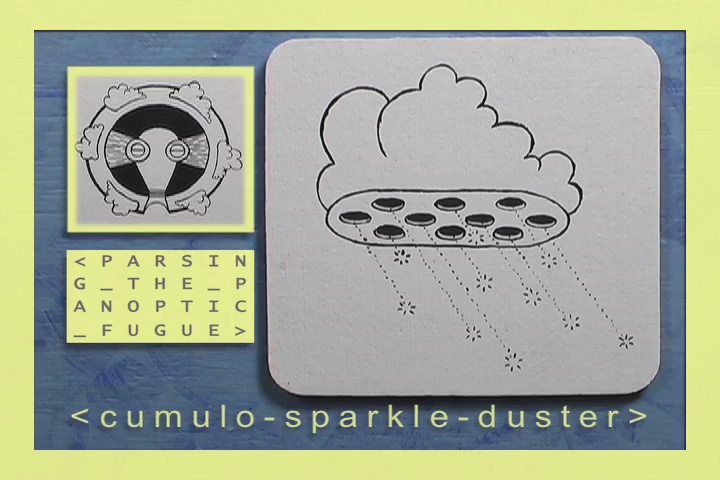 < P A R S I N
G _ T H E _ P
A N O P T I C
_ F U G U E >
<cumulo-sparkle-duster>